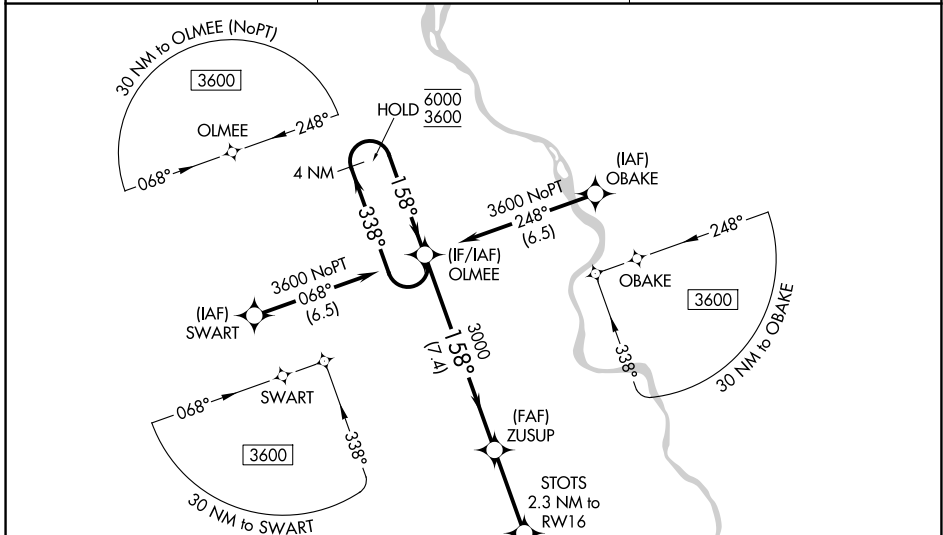 30 NM to OLMEE (NoPT)
3600
OLMEE
068°
248°
HOLD 6000
3600
4 NM
158°
338°
(IAF)
OBAKE
3600 NoPT
248°
(6.5)
(IF/IAF)
OLMEE
3600 NoPT
068°
(6.5)
(IAF)
SWART
248°
OBAKE
3600
338°
30 NM to OBAKE
3000
158°
(7.4)
068°
SWART
338°
3600
30 NM to SWART
(FAF)
ZUSUP
STOTS
2.3 NM to
RW16